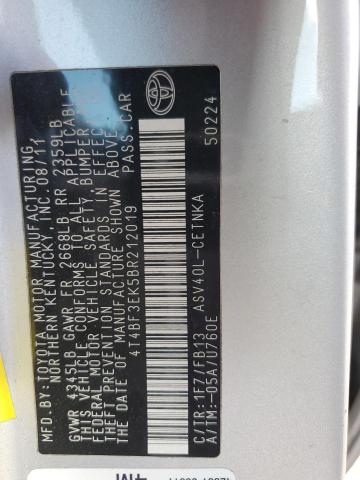 MFD. BY: TOYOTA MOTOR MANUFACTURING,
NORTHERN KENTUCKY, INC. 08/11
GVWR 4345LB GAWR FR 2668LB RR 2359LB
THIS VEHICLE CONFORMS TO ALL APPLICABLE
FEDERAL MOTOR VEHICLE SAFETY, BUMPER AND
THEFT PREVENTION STANDARDS IN EFFECT ON
THE DATE OF MANUFACTURE SHOWN ABOVE.
4T4BF3EK5BR212019 PASS.CAR
C/TR:1F7/FB13 ASV40L-CETNKA
A/TM:-05A/U760E 50224